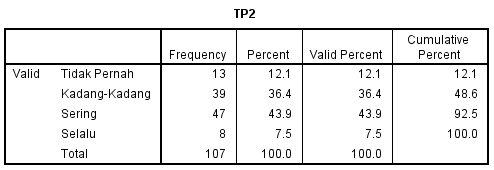 TP2
Frequency Percent Valid Percent Cumulative Percent
Valid Tidak Pernah 13 12.1 12.1 12.1
Kadang-Kadang 39 36.4 36.4 48.6
Sering 47 43.9 43.9 92.5
Selalu 8 7.5 7.5 100.0
Total 107 100.0 100.0